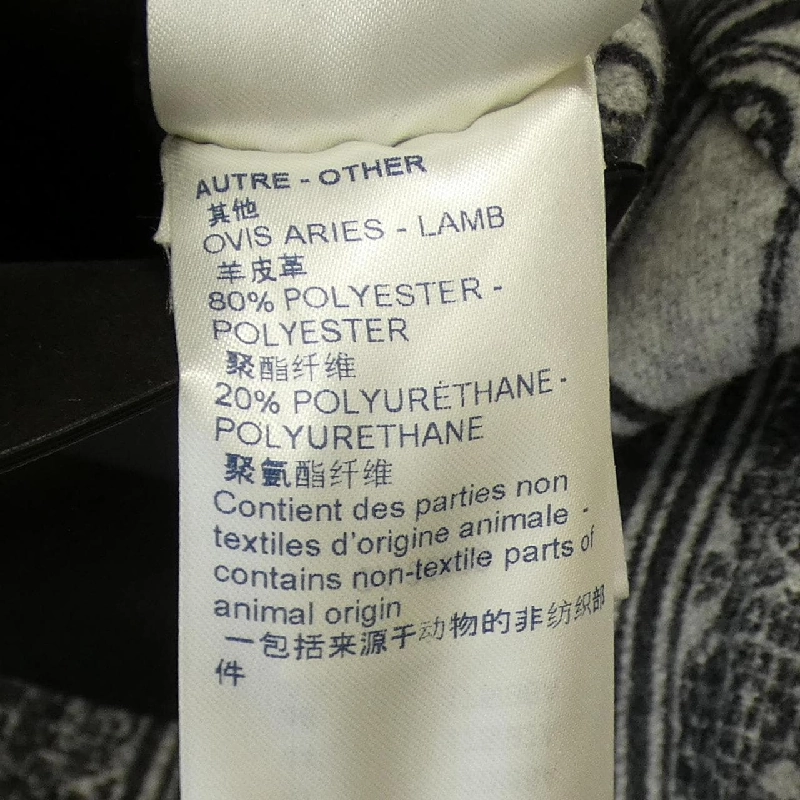 AUTRE - OTHER
其他
OVIS ARIES - LAMB
羊皮革
80% POLYESTER -
POLYESTER
聚酯纤维
20% POLYURÉTHANE -
POLYURETHANE
聚氨酯纤维
Contient des parties non
textiles d'origine animale -
contains non-textile parts of
animal origin
一包括来源于动物的非纺织部
件